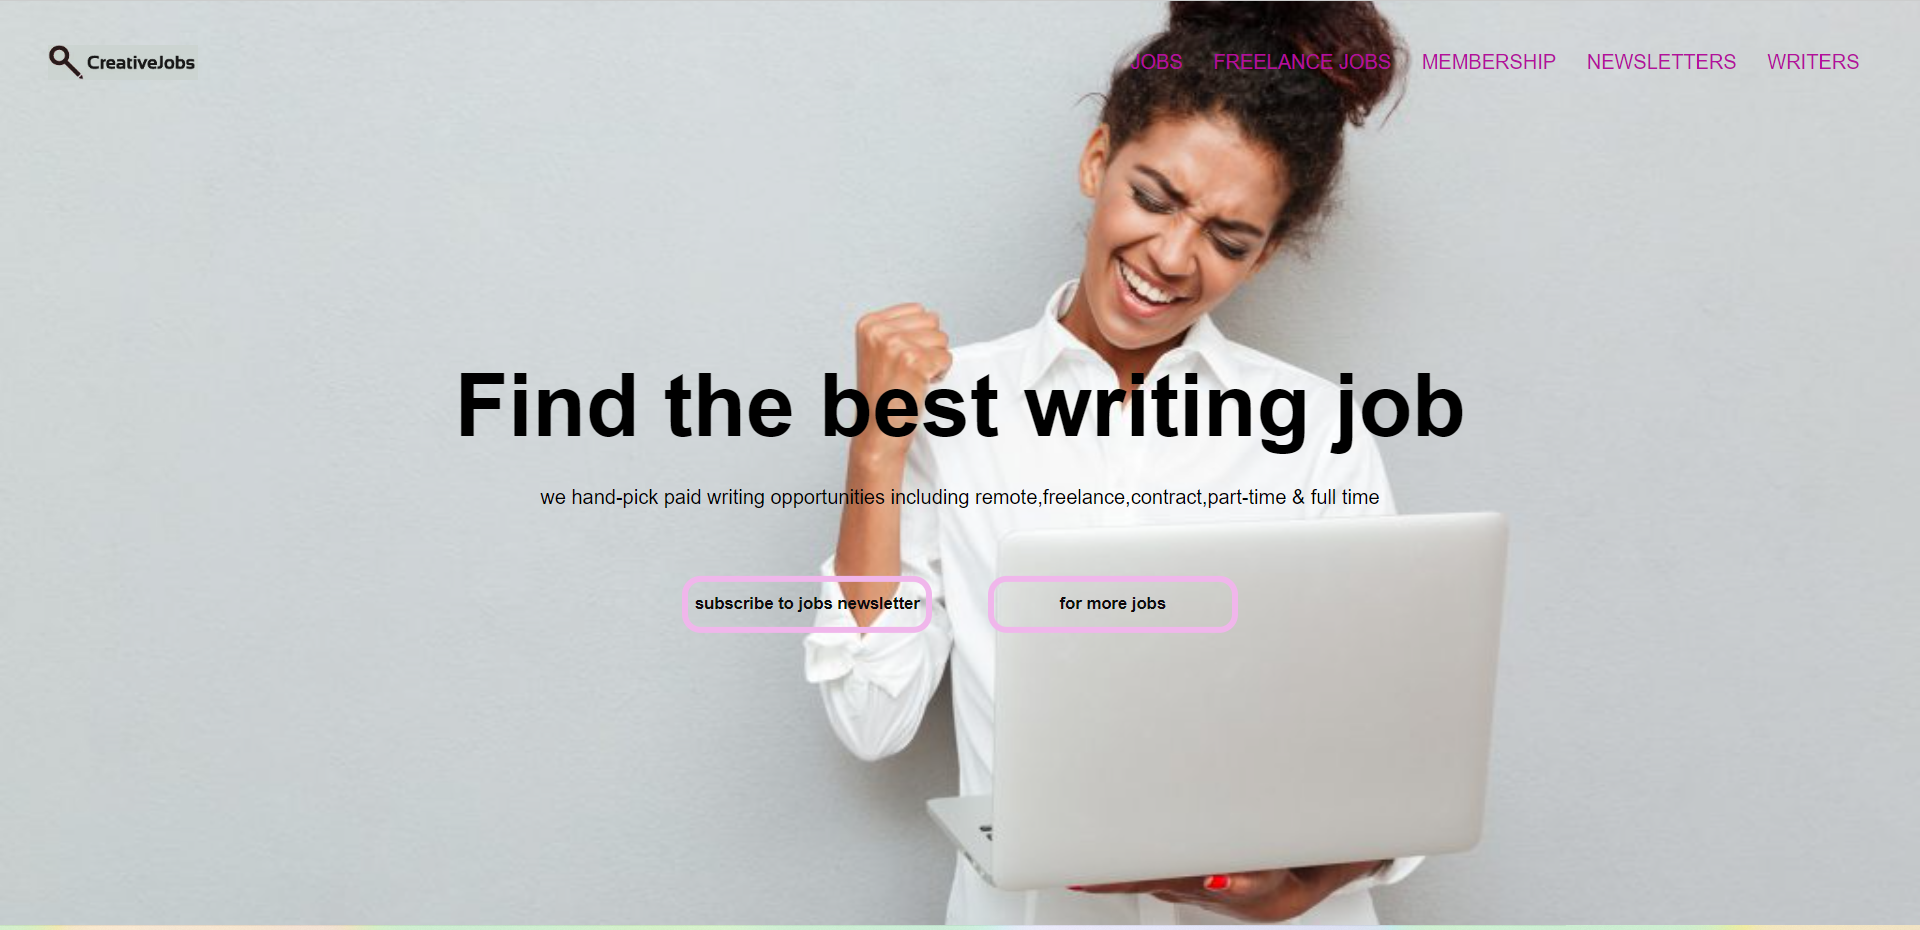 CreativeJobs
JOBS FREELANCE JOBS MEMBERSHIP NEWSLETTERS WRITERS
Find the best writing job
we hand-pick paid writing opportunities including remote,freelance,contract,part-time & full time
subscribe to jobs newsletter
for more jobs